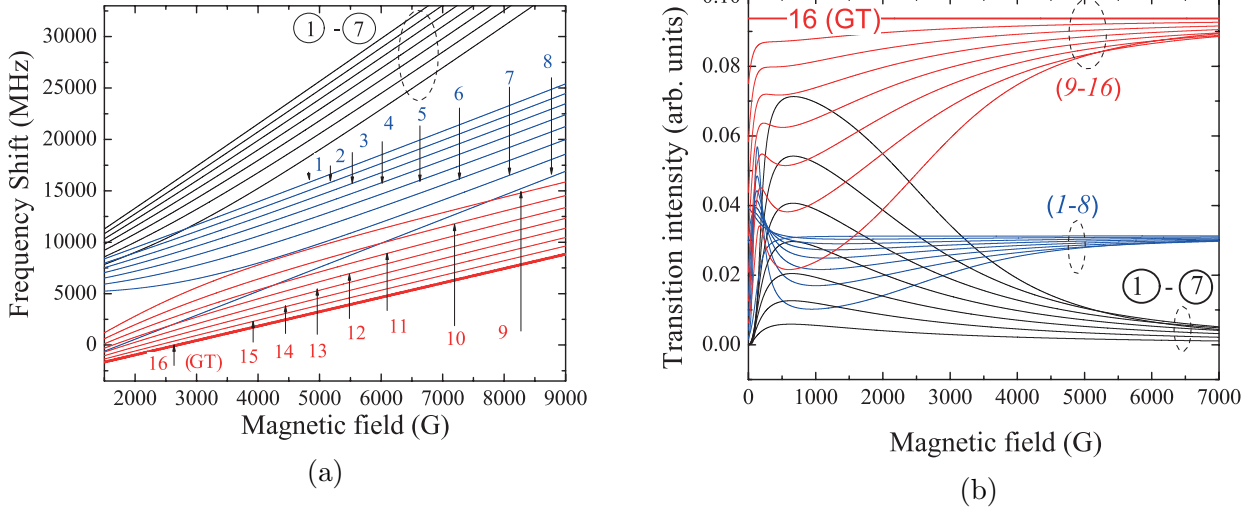 30000
25000
20000
15000
10000
5000
0
Frequency Shift (MHz)
① - ⑦
1
2
3
4
5
6
7
8
16 (GT)
15
14
13
12
11
10
9
2000 3000 4000 5000 6000 7000 8000 9000
Magnetic field (G)
(a)
0.10
0.08
0.06
0.04
0.02
0.00
Transition intensity (arb. units)
16 (GT)
(9-16)
(1-8)
① - ⑦
0 1000 2000 3000 4000 5000 6000 7000
Magnetic field (G)
(b)